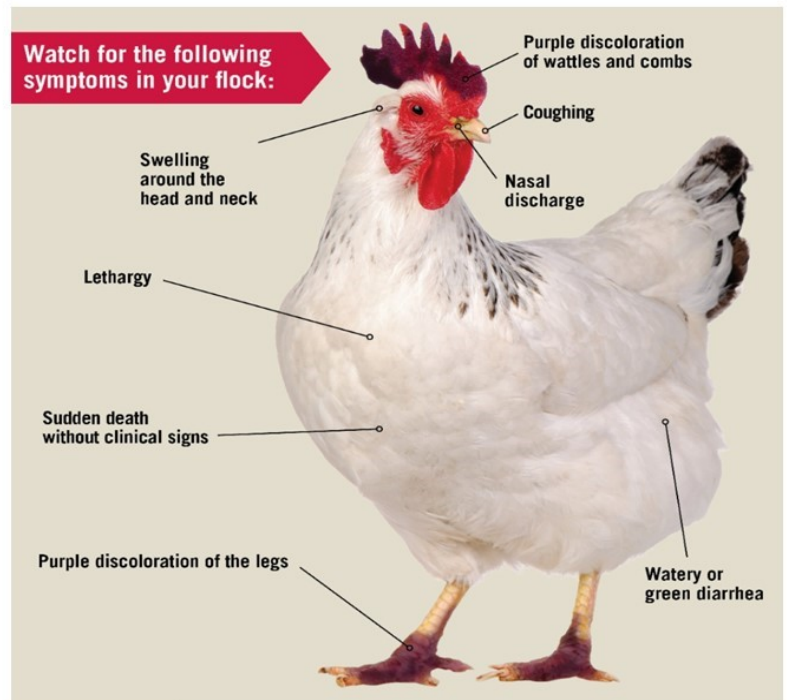 Watch for the following
symptoms in your flock:
Purple discoloration
of wattles and combs
Coughing
Nasal
discharge
Swelling
around the
head and neck
Lethargy
Sudden death
without clinical signs
Purple discoloration of the legs
Watery or
green diarrhea